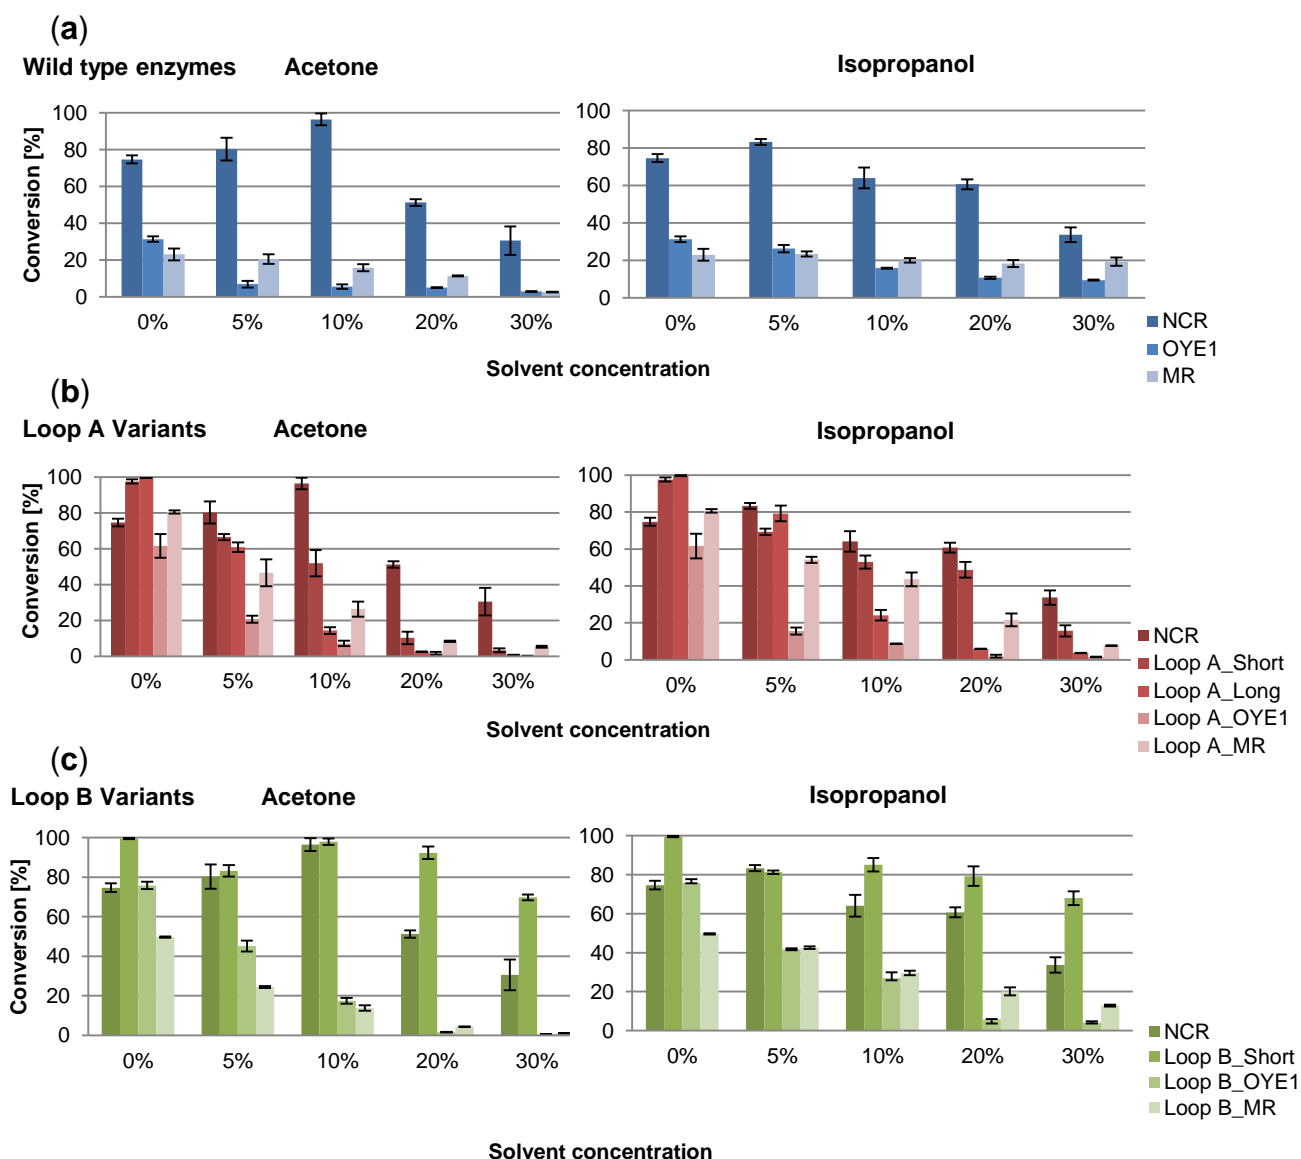 (a)
Wild type enzymes Acetone Isopropanol
Conversion [%]
100
80
60
40
20
0
0% 5% 10% 20% 30%
100
80
60
40
20
0
0% 5% 10% 20% 30%
NCR
OYE1
MR
Solvent concentration
(b)
Loop A Variants Acetone Isopropanol
Conversion [%]
100
80
60
40
20
0
0% 5% 10% 20% 30%
100
80
60
40
20
0
0% 5% 10% 20% 30%
NCR
Loop A_Short
Loop A_Long
Loop A_OYE1
Loop A_MR
Solvent concentration
(c)
Loop B Variants Acetone Isopropanol
Conversion [%]
100
80
60
40
20
0
0% 5% 10% 20% 30%
100
80
60
40
20
0
0% 5% 10% 20% 30%
NCR
Loop B_Short
Loop B_OYE1
Loop B_MR
Solvent concentration